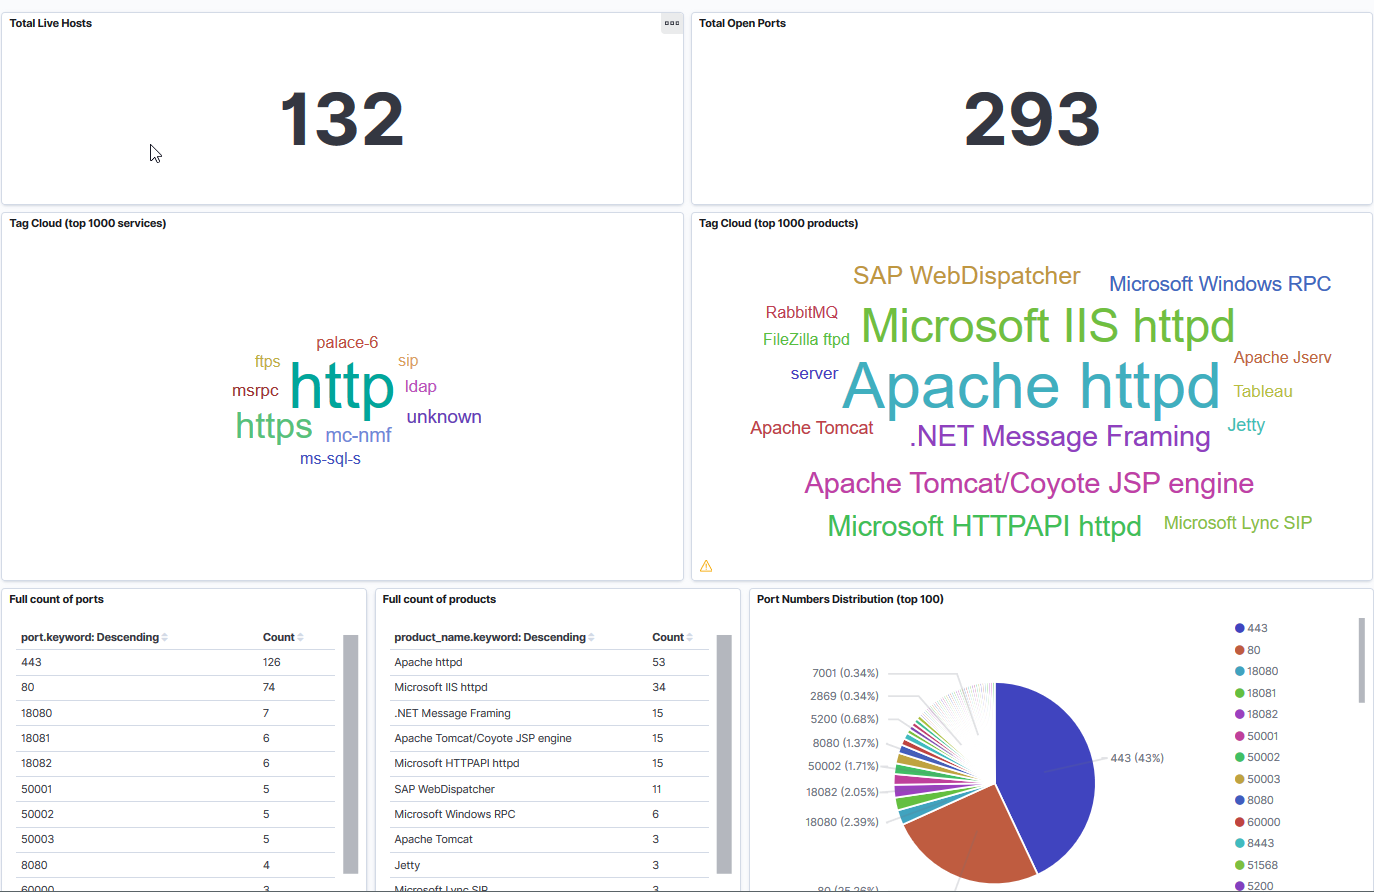 Total Live Hosts
132
Total Open Ports
293
Tag Cloud (top 1000 services)
palace-6
ftps
sip
http
msrpc
ldap
https
unknown
mc-nmf
ms-sql-s
Tag Cloud (top 1000 products)
SAP WebDispatcher
Microsoft Windows RPC
RabbitMQ
Microsoft IIS httpd
FileZilla ftpd
Apache Jserv
server
Apache httpd
Tableau
Apache Tomcat
.NET Message Framing
Jetty
Apache Tomcat/Coyote JSP engine
Microsoft HTTPAPI httpd
Microsoft Lync SIP
Full count of ports
port.keyword: Descending Count
443 126
80 74
18080 7
18081 6
18082 6
50001 5
50002 5
50003 5
8080 4
60000 3
Full count of products
product_name.keyword: Descending Count
Apache httpd 53
Microsoft IIS httpd 34
.NET Message Framing 15
Apache Tomcat/Coyote JSP engine 15
Microsoft HTTPAPI httpd 15
SAP WebDispatcher 11
Microsoft Windows RPC 6
Apache Tomcat 3
Jetty 3
Microsoft Lync SIP 3
Port Numbers Distribution (top 100)
7001 (0.34%)
2869 (0.34%)
5200 (0.68%)
8080 (1.37%)
50002 (1.71%)
18082 (2.05%)
18080 (2.39%)
80 (25.26%)
443 (43%)
443
80
18080
18081
18082
50001
50002
50003
8080
60000
8443
51568
5200